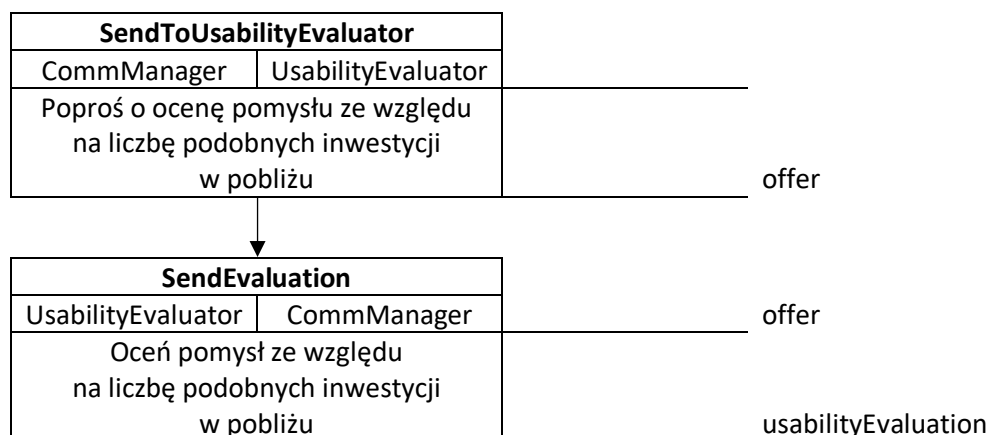 SendToUsabilityEvaluator
CommManager UsabilityEvaluator
Poproś o ocenę pomysłu ze względu
na liczbę podobnych inwestycji
w pobliżu offer
SendEvaluation
UsabilityEvaluator CommManager offer
Oceń pomysł ze względu
na liczbę podobnych inwestycji
w pobliżu usabilityEvaluation